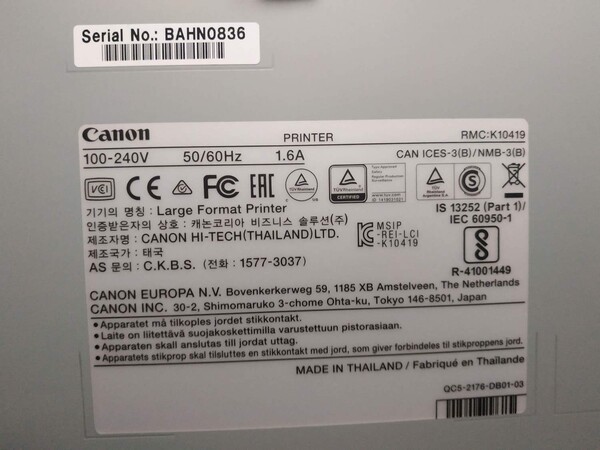 Serial No.: BAHN0836
Canon PRINTER RMC:K10419
100-240V 50/60Hz 1.6A CAN ICES-3(B)/NMB-3(B)
VCI CE FC EAC TÜVRheinland TÜVRheinland CERTIFIED
IS 13252 (Part 1)/
IEC 60950-1
R-41001449
기기의 명칭: Large Format Printer
인증받은자의 상호: 캐논코리아 비즈니스 솔루션(주)
제조자명: CANON HI-TECH(THAILAND)LTD.
제조국가: 태국
AS 문의: C.K.B.S. (전화: 1577-3037)
MSIP
-REI-LCI
-K10419
CANON EUROPA N.V. Bovenkerkerweg 59, 1185 XB Amstelveen, The Netherlands
CANON INC. 30-2, Shimomaruko 3-chome Ohta-ku, Tokyo 146-8501, Japan
• Apparatet må tilkoples jordet stikkontakt.
• Laite on liitettävä suojakoskettimilla varustettuun pistorasiaan.
• Apparaten skall anslutas till jordat uttag.
• Apparatets stikprop skal tilsluttes en stikkontakt med jord, som giver forbindelse til stikproppens jord.
MADE IN THAILAND / Fabriqué en Thaïlande
QC5-2176-DB01-03